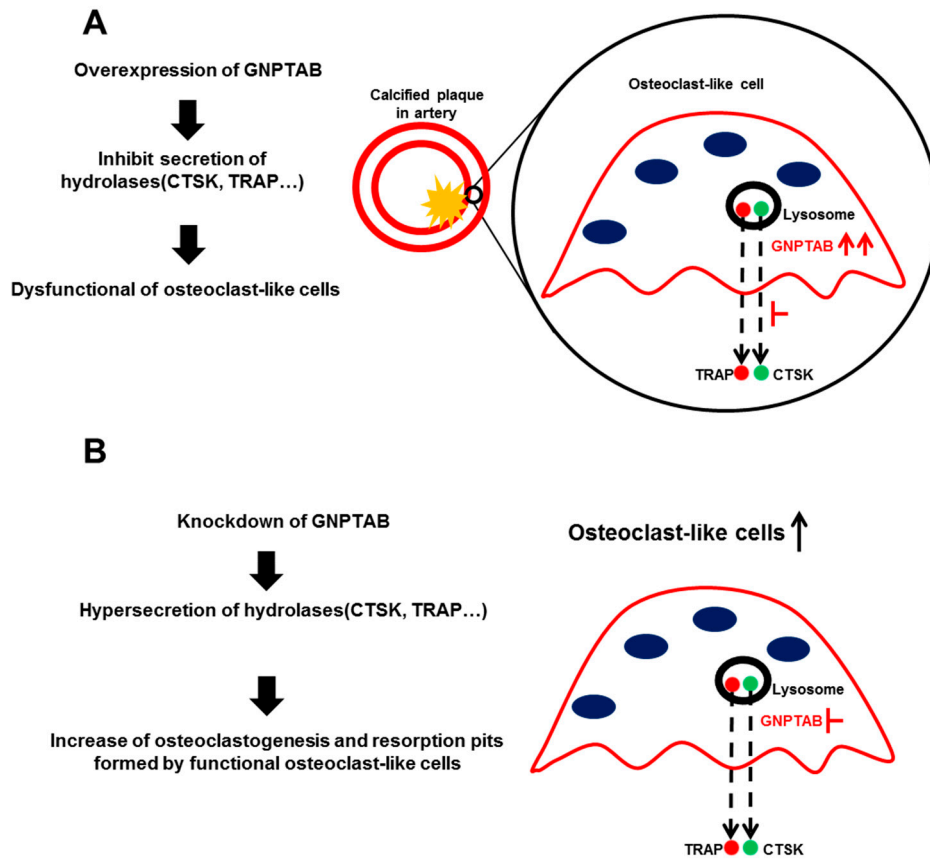 A
Overexpression of GNPTAB
Inhibit secretion of
hydrolases(CTSK, TRAP...)
Dysfunctional of osteoclast-like cells
Calcified plaque
in artery
Osteoclast-like cell
Lysosome
GNPTAB
TRAP
CTSK
B
Knockdown of GNPTAB
Hypersecretion of hydrolases(CTSK, TRAP...)
Increase of osteoclastogenesis and resorption pits
formed by functional osteoclast-like cells
Osteoclast-like cells
Lysosome
GNPTAB
TRAP
CTSK